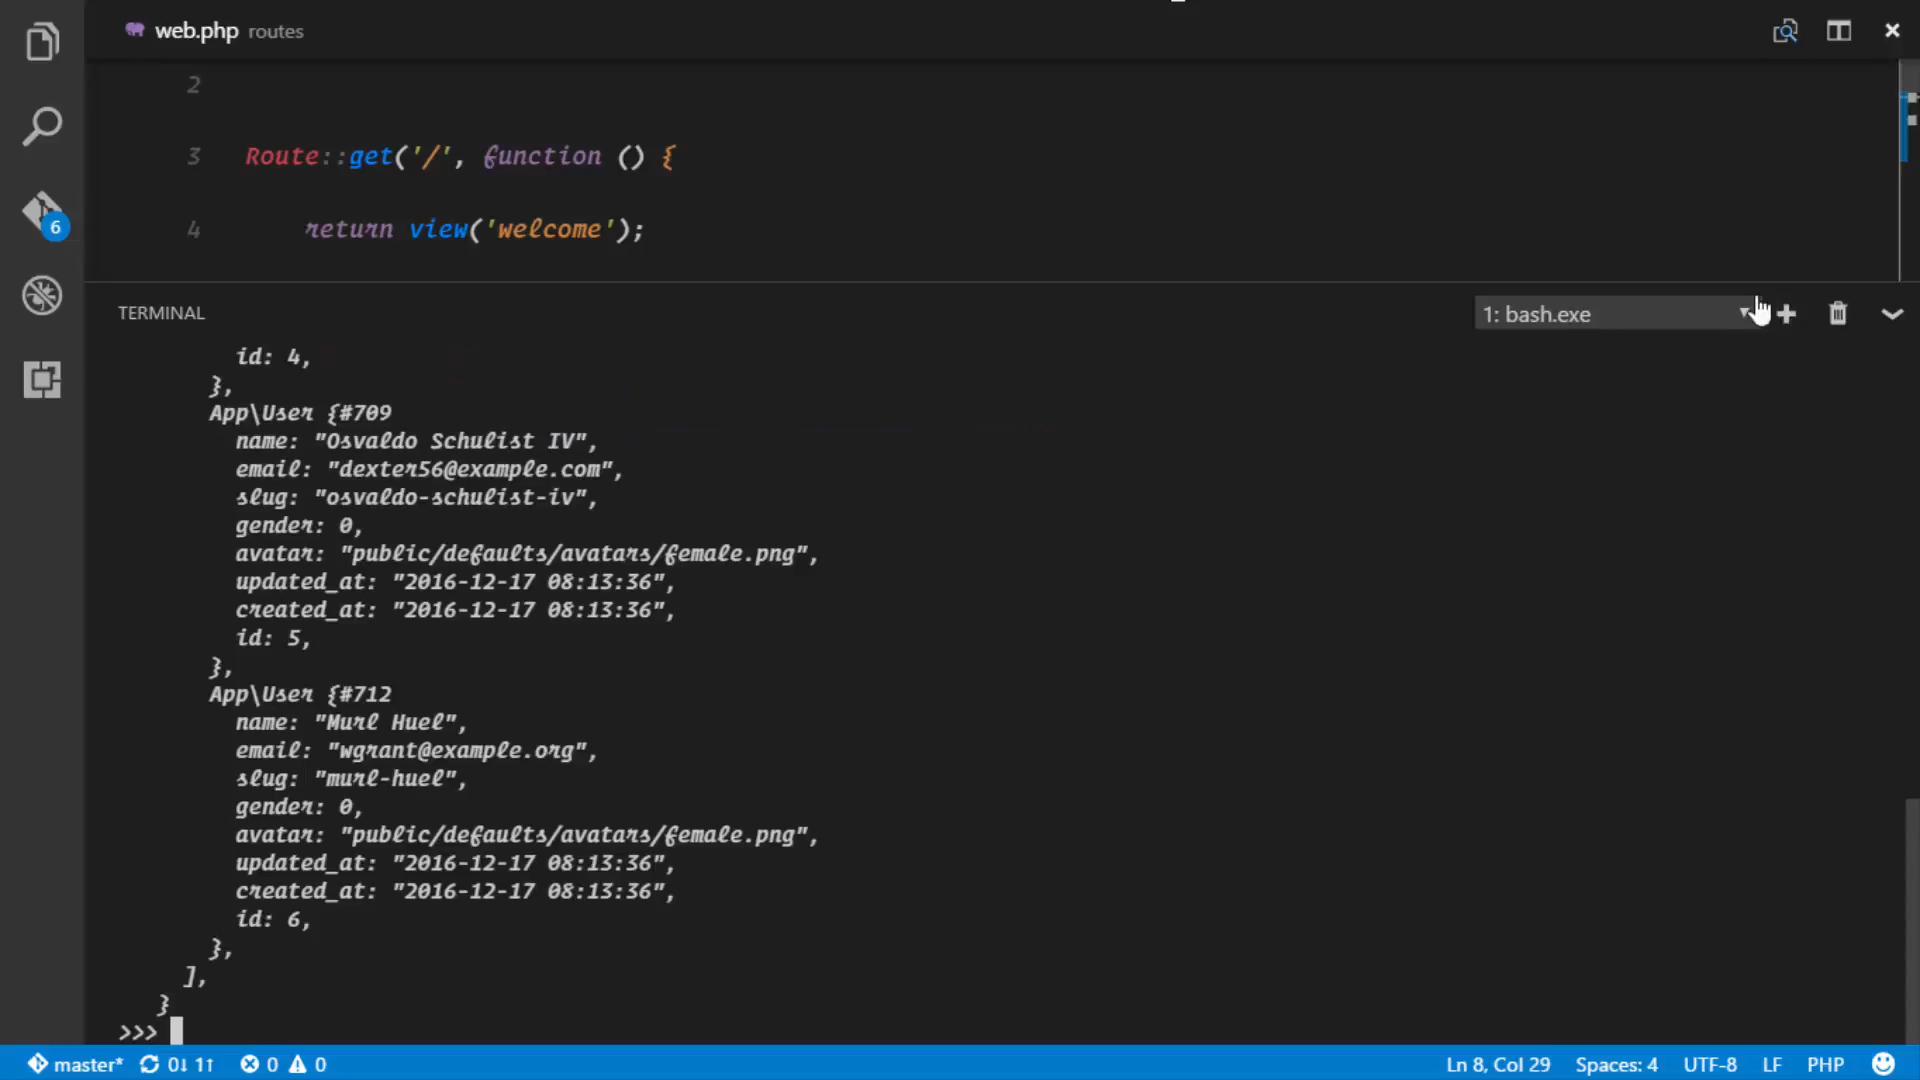 web.php routes
2
3 Route::get('/', function () {
4 return view('welcome');
6
TERMINAL
1: bash.exe
id: 4,
},
App\User {#709
name: "Osvaldo Schulist IV",
email: "dexter56@example.com",
slug: "osvaldo-schulist-iv",
gender: 0,
avatar: "public/defaults/avatars/female.png",
updated_at: "2016-12-17 08:13:36",
created_at: "2016-12-17 08:13:36",
id: 5,
},
App\User {#712
name: "Murl Huel",
email: "wgrant@example.org",
slug: "murl-huel",
gender: 0,
avatar: "public/defaults/avatars/female.png",
updated_at: "2016-12-17 08:13:36",
created_at: "2016-12-17 08:13:36",
id: 6,
},
],
}
>>>
master* 0↓ 1↑ 0 0 Ln 8, Col 29 Spaces: 4 UTF-8 LF PHP